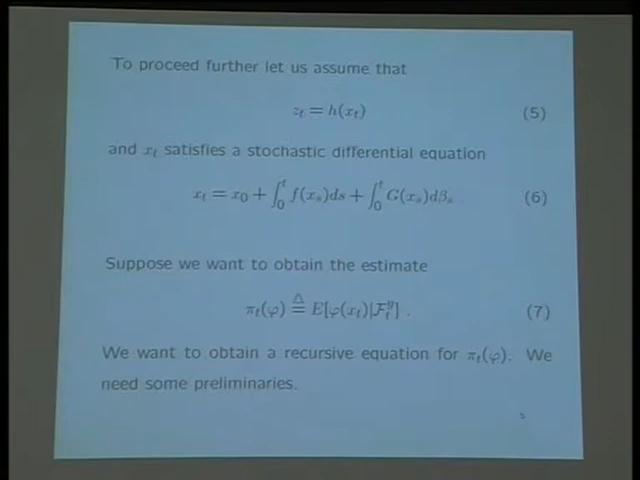 To proceed further let us assume that
z_t = h(x_t) (5)
and x_t satisfies a stochastic differential equation
x_t = x_0 + ∫_0^t f(x_s)ds + ∫_0^t G(x_s)dβ_s (6)
Suppose we want to obtain the estimate
π_t(φ) ≜ E[φ(x_t)|F_t^y] . (7)
We want to obtain a recursive equation for π_t(φ). We
need some preliminaries.
5